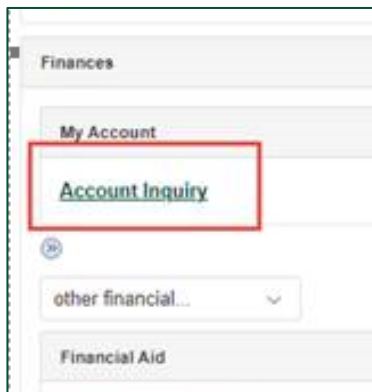 Finances
My Account
Account Inquiry
other financial...
Financial Aid